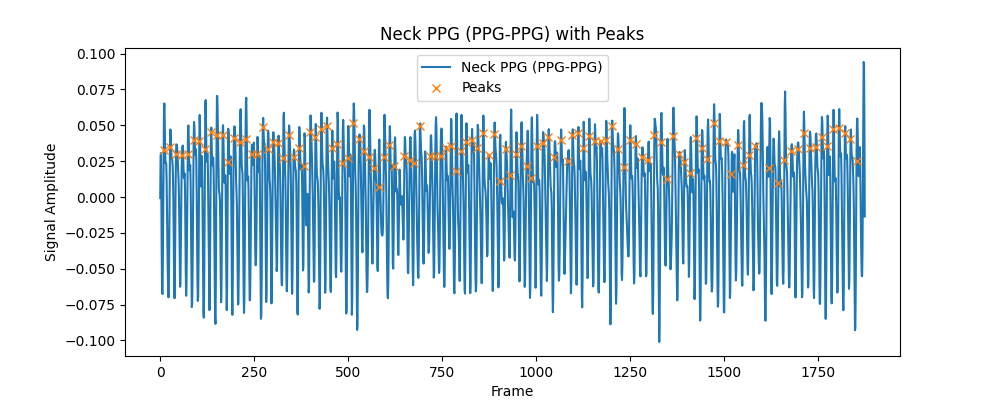 Neck PPG (PPG-PPG) with Peaks
Neck PPG (PPG-PPG)
Peaks
Signal Amplitude
0.100
0.075
0.050
0.025
0.000
−0.025
−0.050
−0.075
−0.100
0 250 500 750 1000 1250 1500 1750
Frame